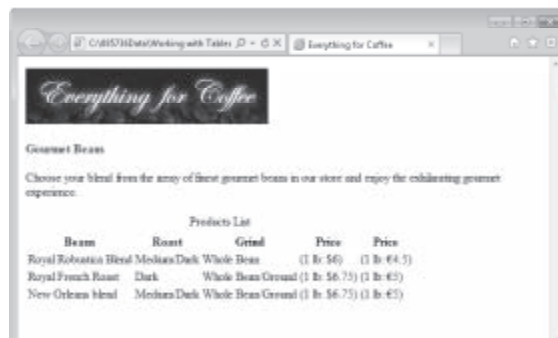 C:\085736Data\Working with Tables
Everything for Coffee
Everything for Coffee
Gourmet Beans
Choose your blend from the array of finest gourmet beans in our store and enjoy the exhilarating gourmet
experience.
Products List
Beans Roast Grind Price Price
Royal Robustica Blend Medium/Dark Whole Bean (1 lb: $6) (1 lb: €4.5)
Royal French Roast Dark Whole Bean/Ground (1 lb: $6.75) (1 lb: €5)
New Orleans blend Medium/Dark Whole Bean/Ground (1 lb: $6.75) (1 lb: €5)